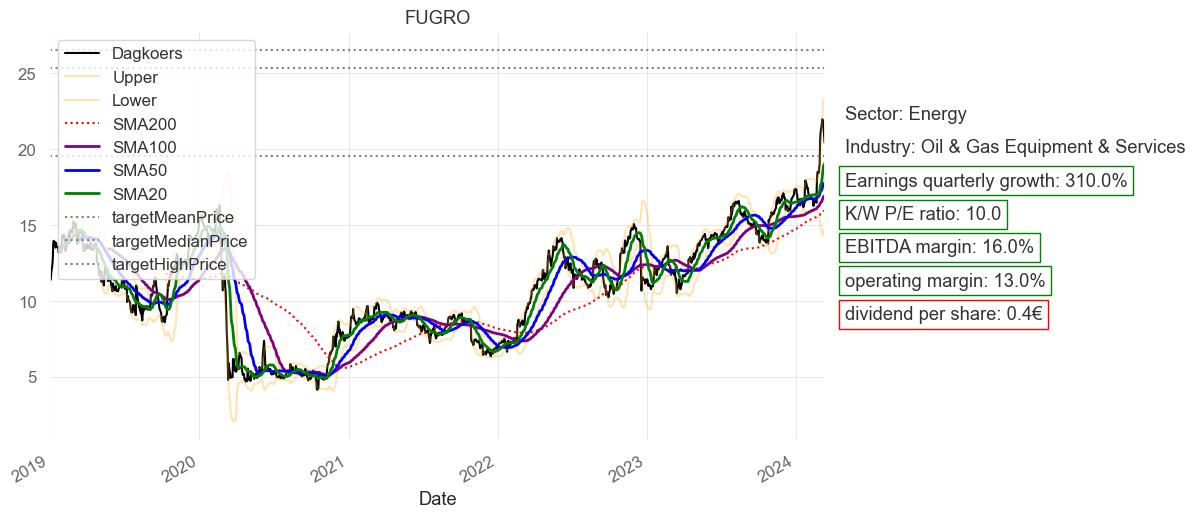 FUGRO
Dagkoers
Upper
Lower
SMA200
SMA100
SMA50
SMA20
targetMeanPrice
targetMedianPrice
targetHighPrice
25
20
15
10
5
2019
2020
2021
2022
2023
2024
Date
Sector: Energy
Industry: Oil & Gas Equipment & Services
Earnings quarterly growth: 310.0%
K/W P/E ratio: 10.0
EBITDA margin: 16.0%
operating margin: 13.0%
dividend per share: 0.4€